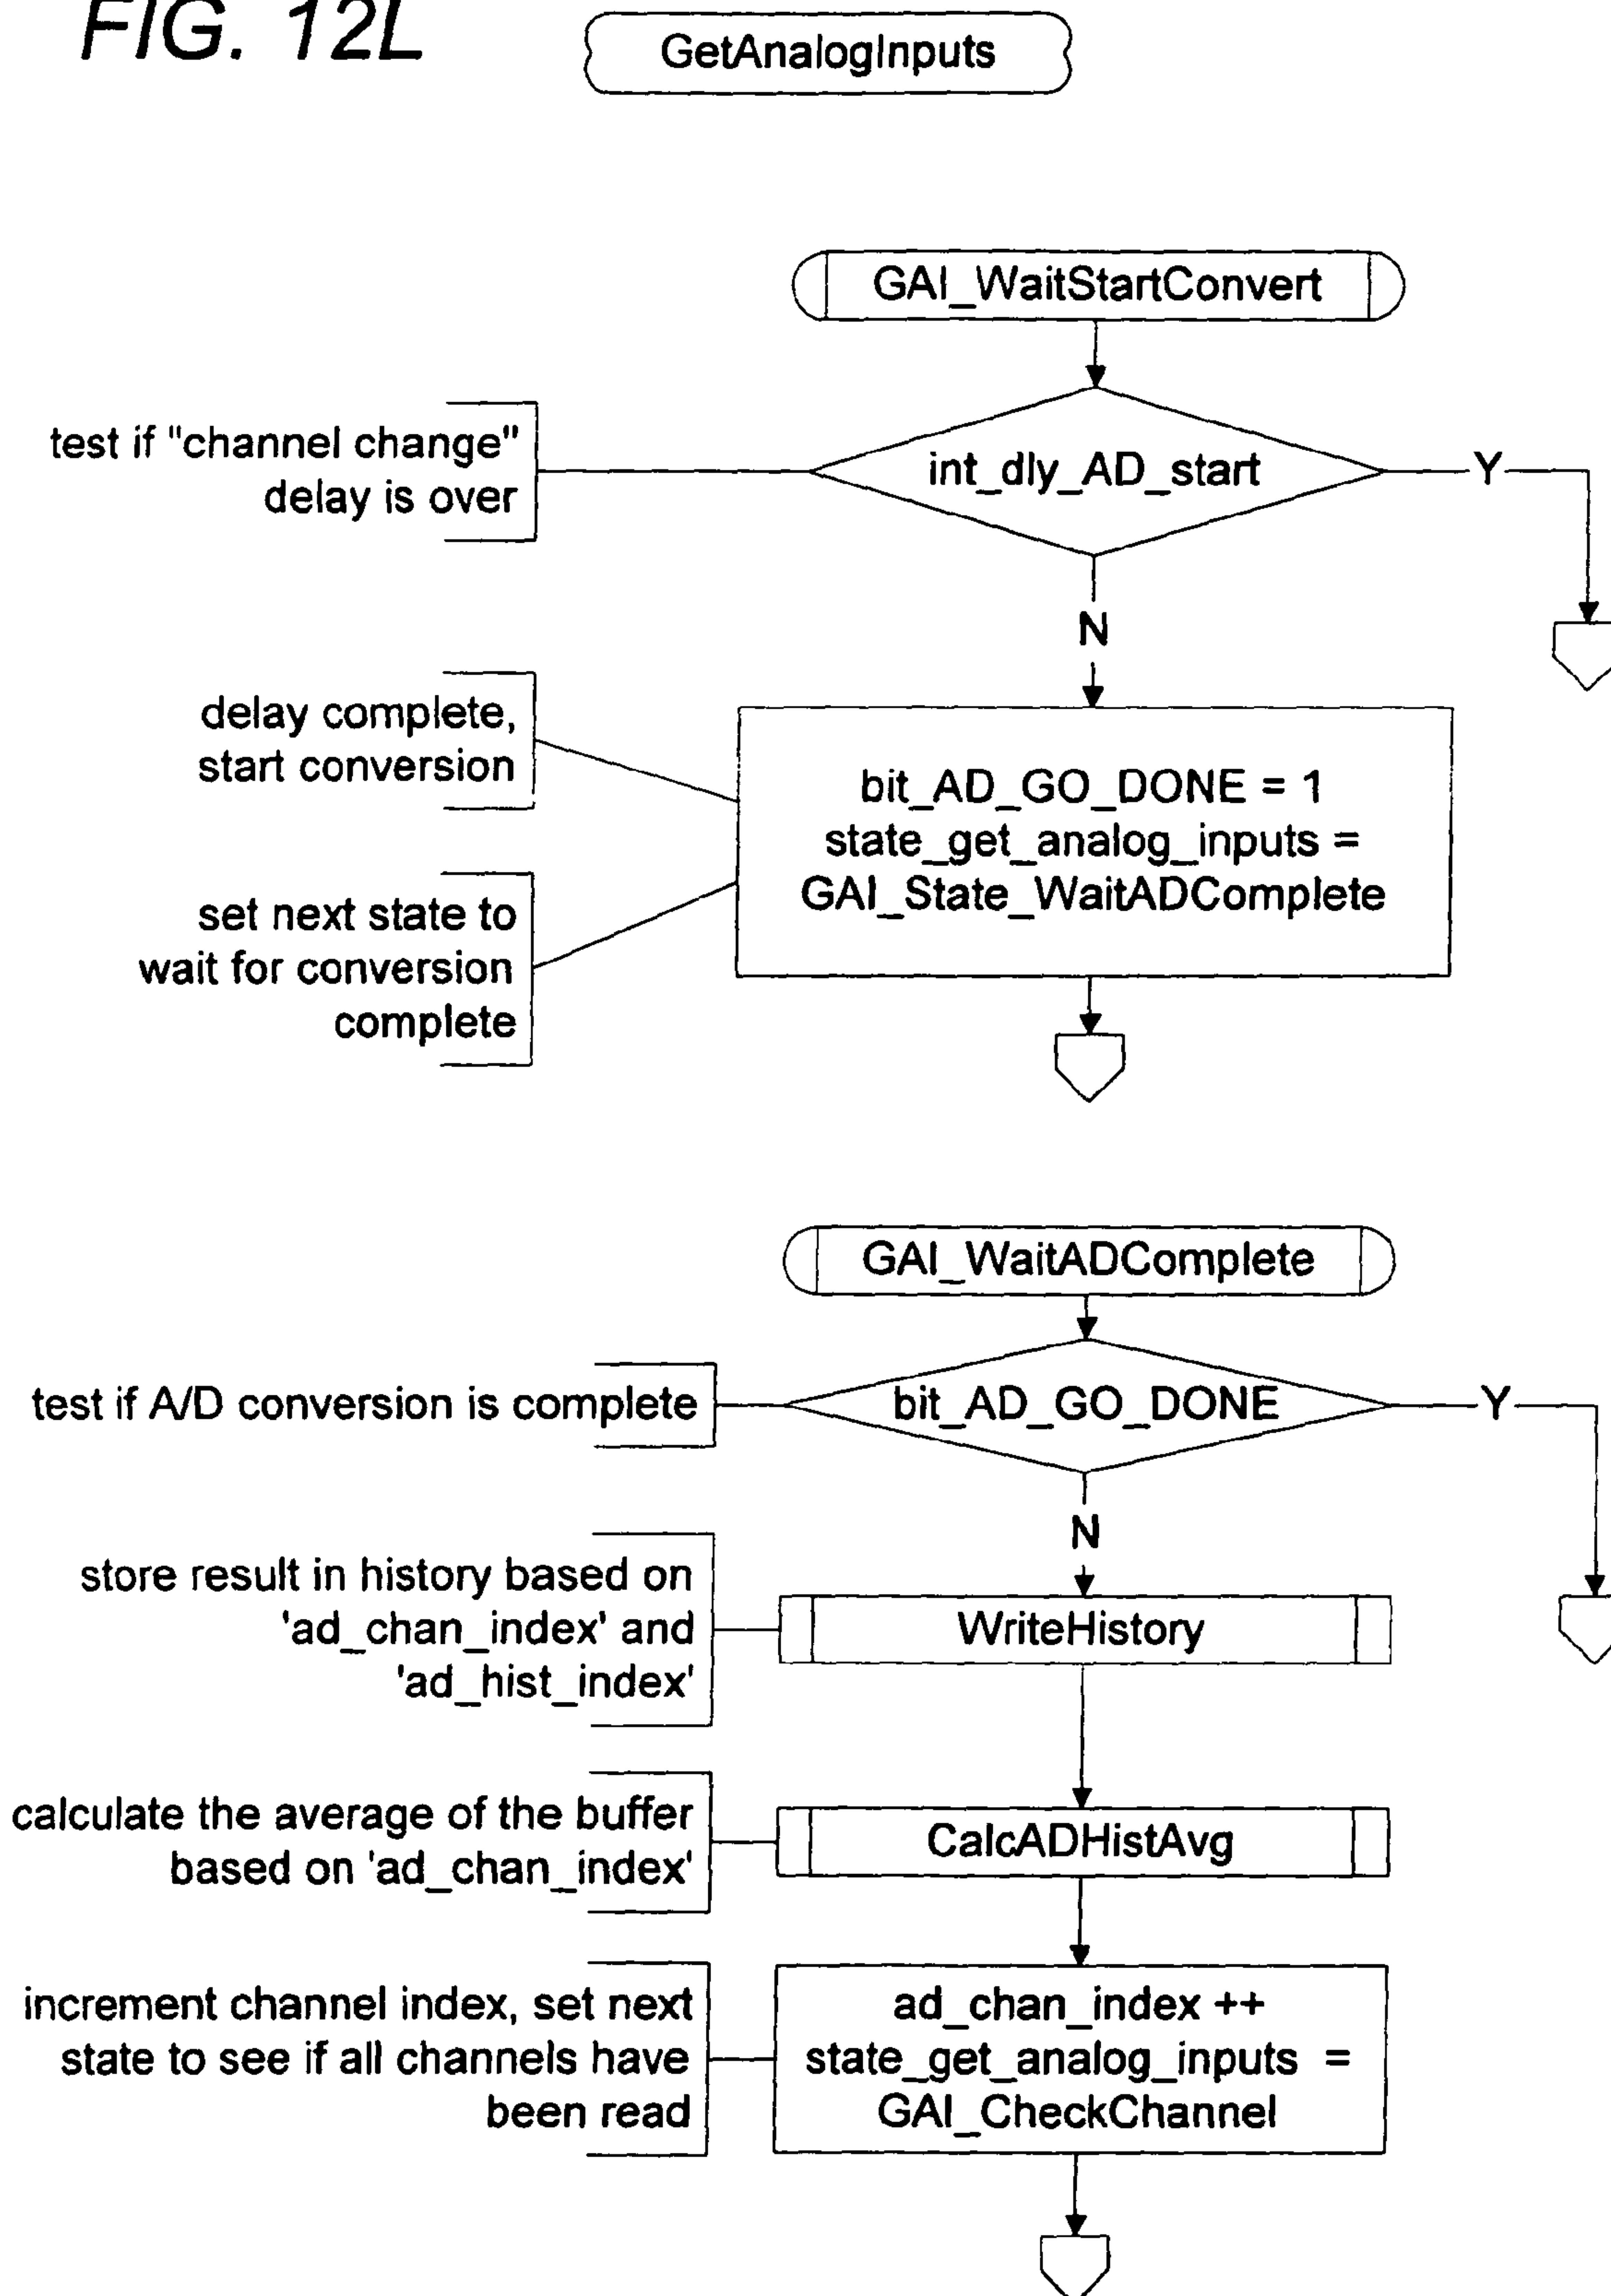 FIG. 12L
GetAnalogInputs
GAI_WaitStartConvert
test if "channel change"
delay is over
int_dly_AD_start
Y
N
delay complete,
start conversion
bit_AD_GO_DONE = 1
state_get_analog_inputs =
GAI_State_WaitADComplete
set next state to
wait for conversion
complete
GAI_WaitADComplete
test if A/D conversion is complete
bit_AD_GO_DONE
Y
N
store result in history based on
'ad_chan_index' and
'ad_hist_index'
WriteHistory
calculate the average of the buffer
based on 'ad_chan_index'
CalcADHistAvg
increment channel index, set next
state to see if all channels have
been read
ad_chan_index ++
state_get_analog_inputs =
GAI_CheckChannel